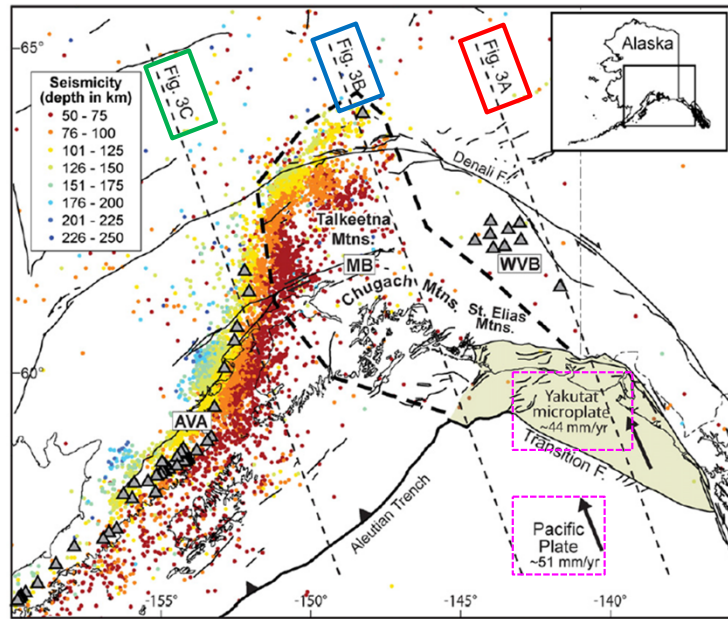 65°
60°
-155°
-150°
-145°
-140°
Seismicity
(depth in km)
50 - 75
76 - 100
101 - 125
126 - 150
151 - 175
176 - 200
201 - 225
226 - 250
Fig. 3C
Fig. 3B
Fig. 3A
Alaska
Denali F.
Talkeetna
Mtns.
MB
WVB
Chugach Mtns.
St. Elias
Mtns.
AVA
Yakutat
microplate
~44 mm/yr
Transition F.
Aleutian Trench
Pacific
Plate
~51 mm/yr